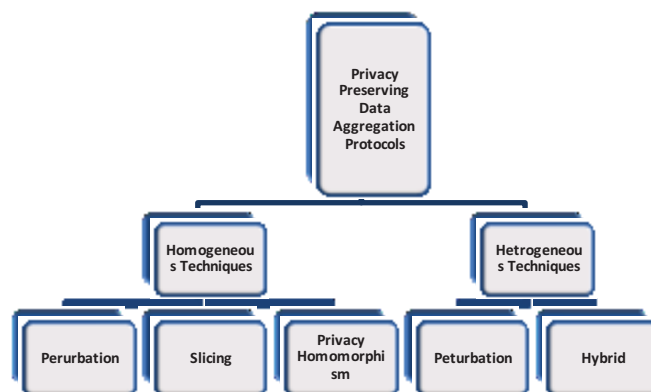 Privacy
Preserving
Data
Aggregation
Protocols
Homogeneou
s Techniques
Hetrogeneou
s Techniques
Perurbation
Slicing
Privacy
Homomorphi
sm
Peturbation
Hybrid